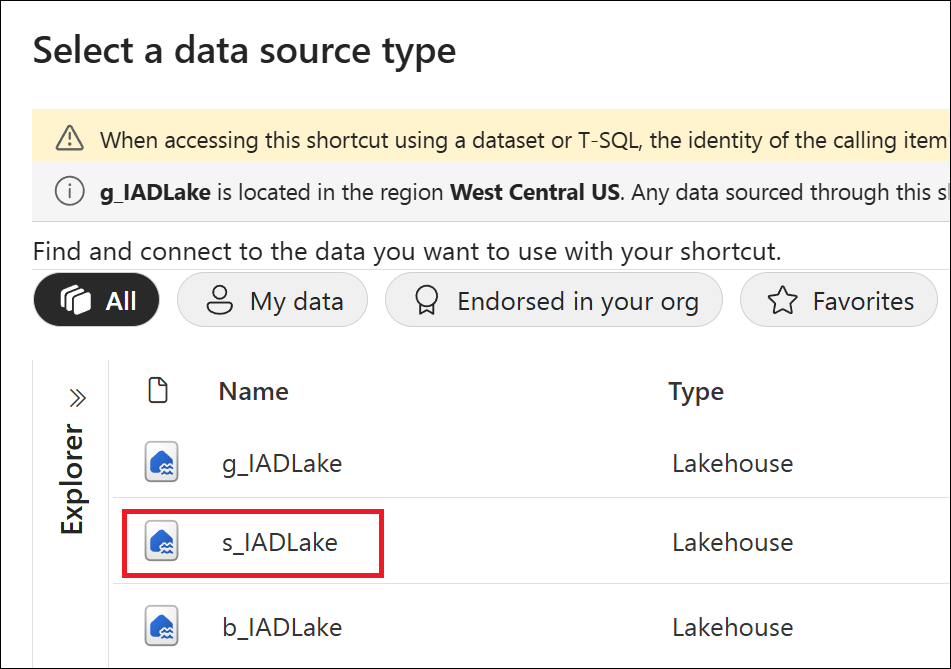 Select a data source type
When accessing this shortcut using a dataset or T-SQL, the identity of the calling item
g_IADLake is located in the region West Central US. Any data sourced through this
Find and connect to the data you want to use with your shortcut.
All My data Endorsed in your org Favorites
Explorer
Name Type
g_IADLake Lakehouse
s_IADLake Lakehouse
b_IADLake Lakehouse